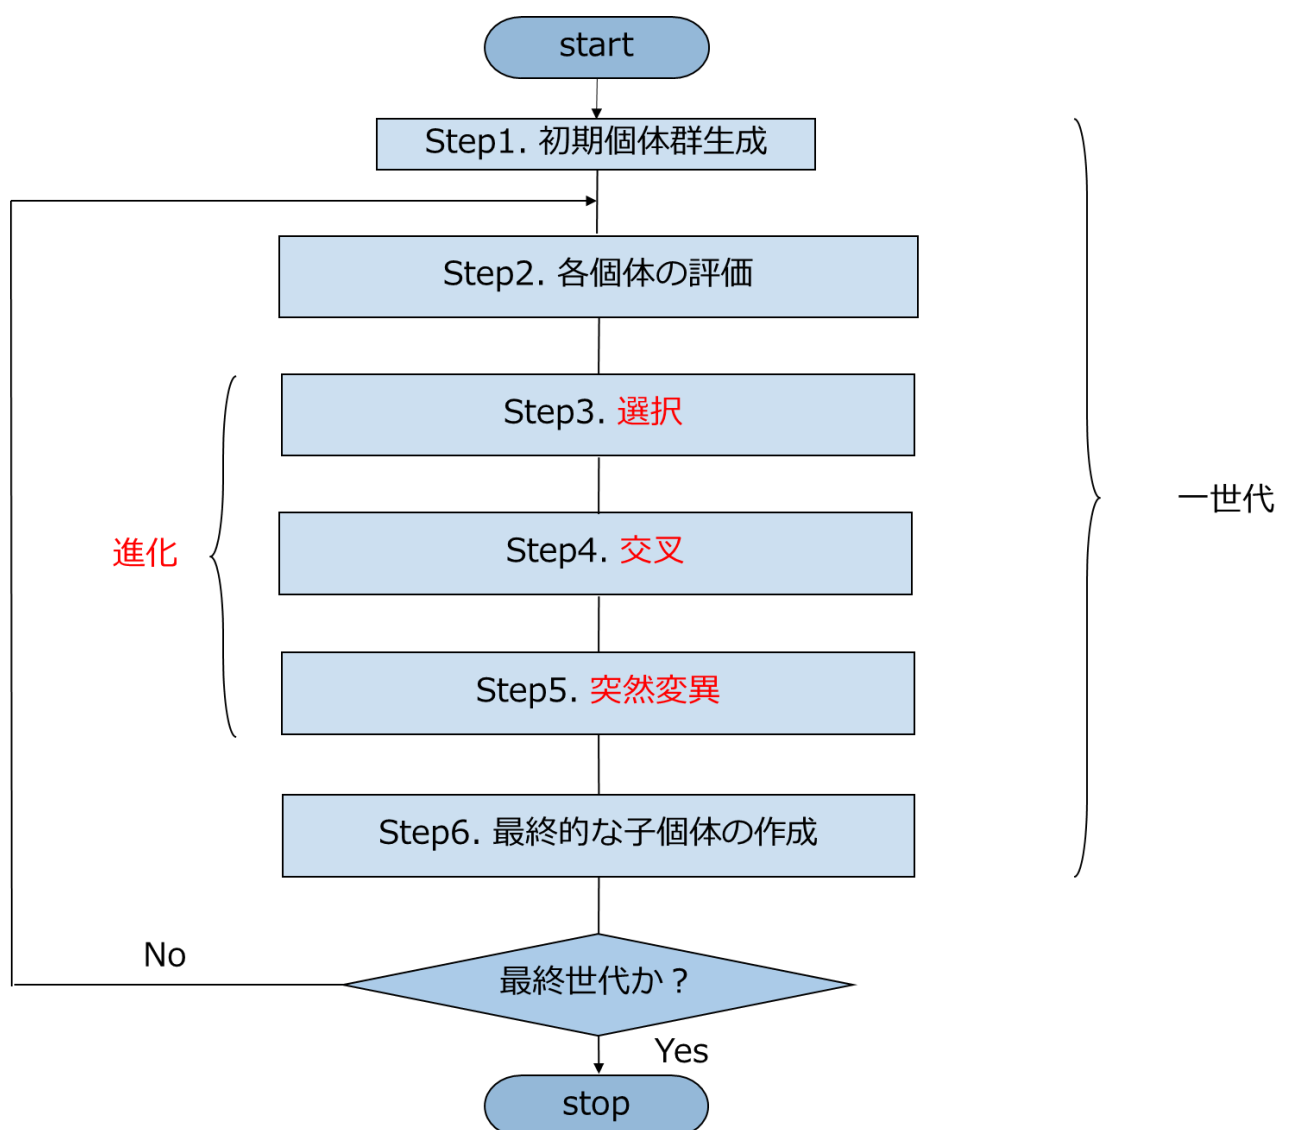 start
Step1. 初期個体群生成
Step2. 各個体の評価
Step3. 選択
一世代
Step4. 交叉
進化
Step5. 突然変異
Step6. 最終的な子個体の作成
No
最終世代か？
Yes
stop